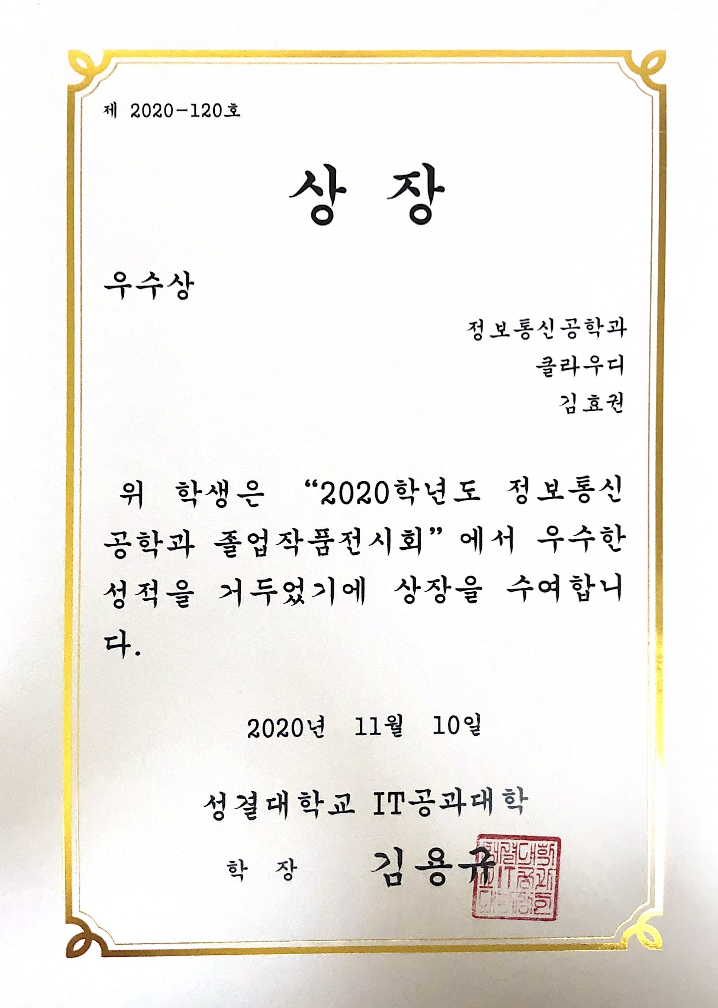 제 2020-120호
상 장
우수상
정보통신공학과
클라우디
김효권
위 학생은 “2020학년도 정보통신
공학과 졸업작품전시회” 에서 우수한
성적을 거두었기에 상장을 수여합니
다.
2020년 11월 10일
성결대학교 IT공과대학
학 장 김용규